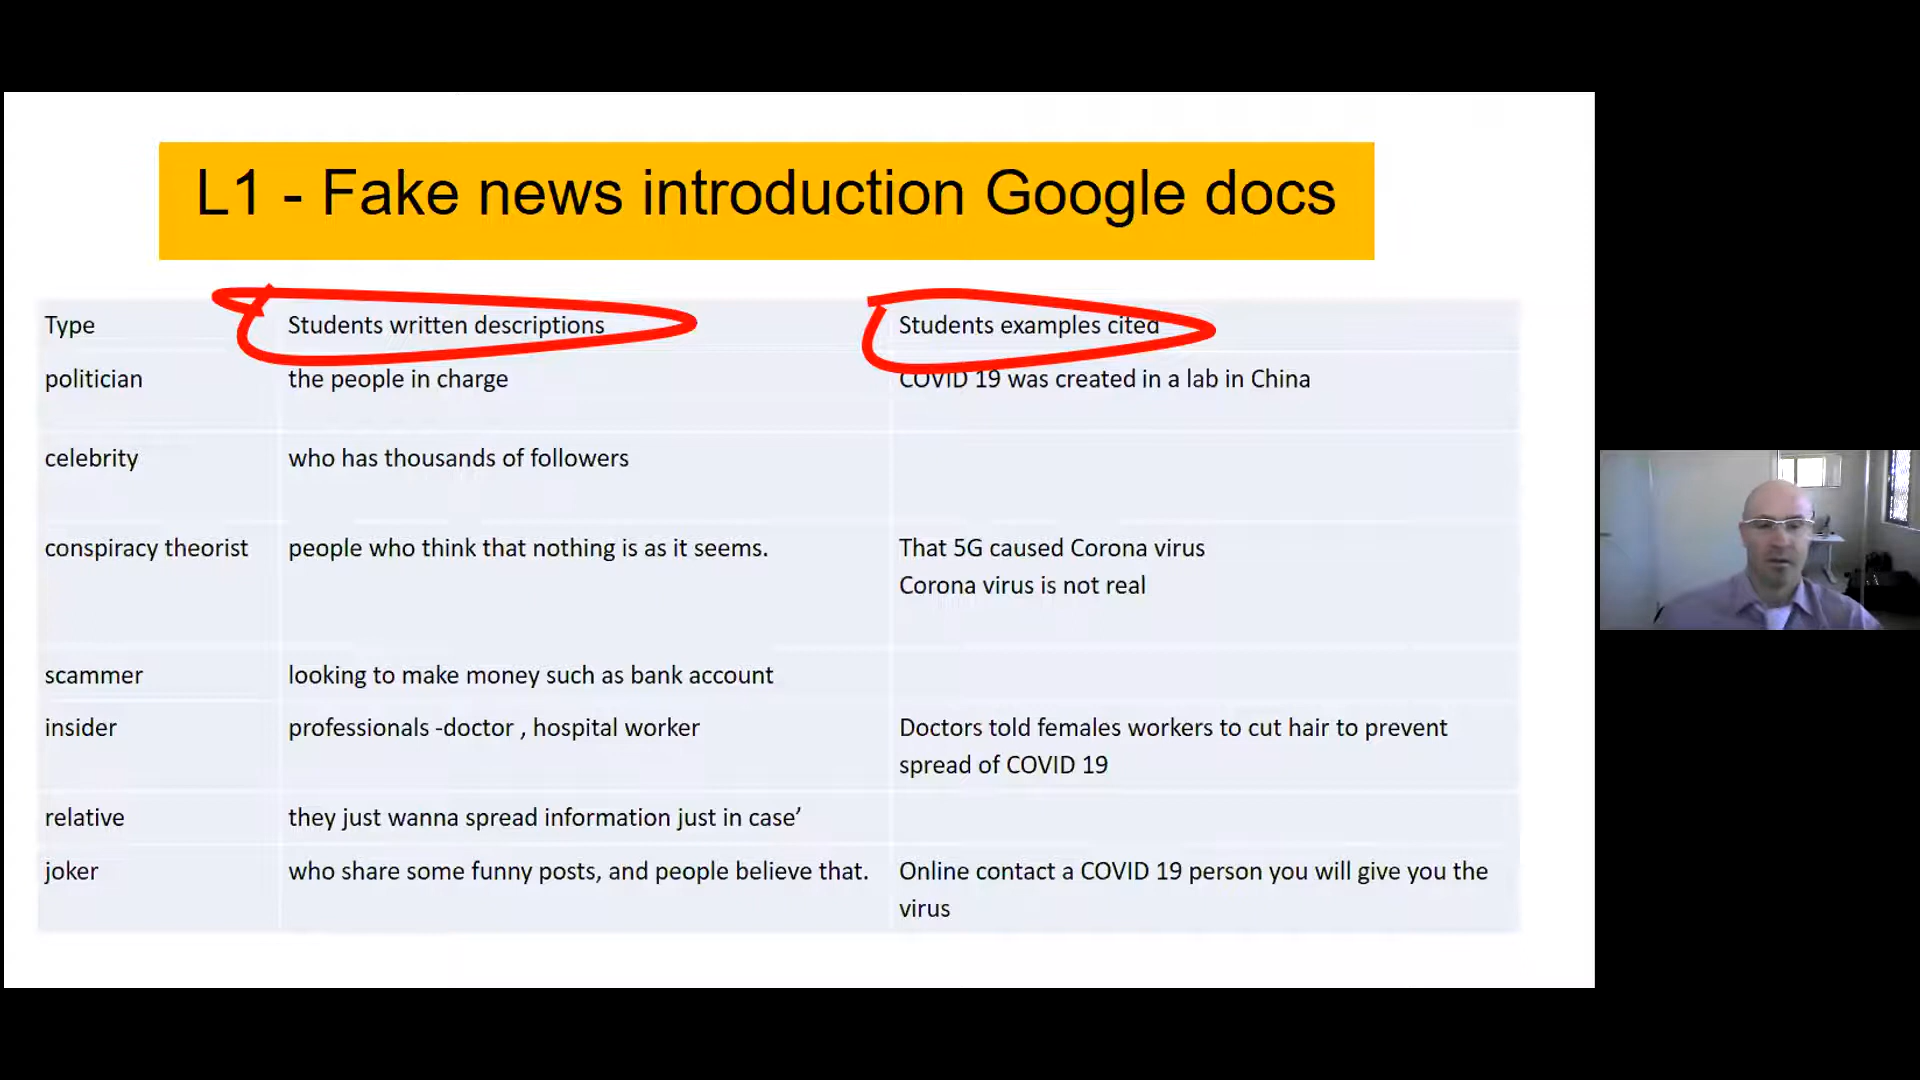 L1 - Fake news introduction Google docs
Type Students written descriptions Students examples cited
politician the people in charge COVID 19 was created in a lab in China
celebrity who has thousands of followers
conspiracy theorist people who think that nothing is as it seems. That 5G caused Corona virus
Corona virus is not real
scammer looking to make money such as bank account
insider professionals -doctor , hospital worker Doctors told females workers to cut hair to prevent
spread of COVID 19
relative they just wanna spread information just in case’
joker who share some funny posts, and people believe that. Online contact a COVID 19 person you will give you the
virus